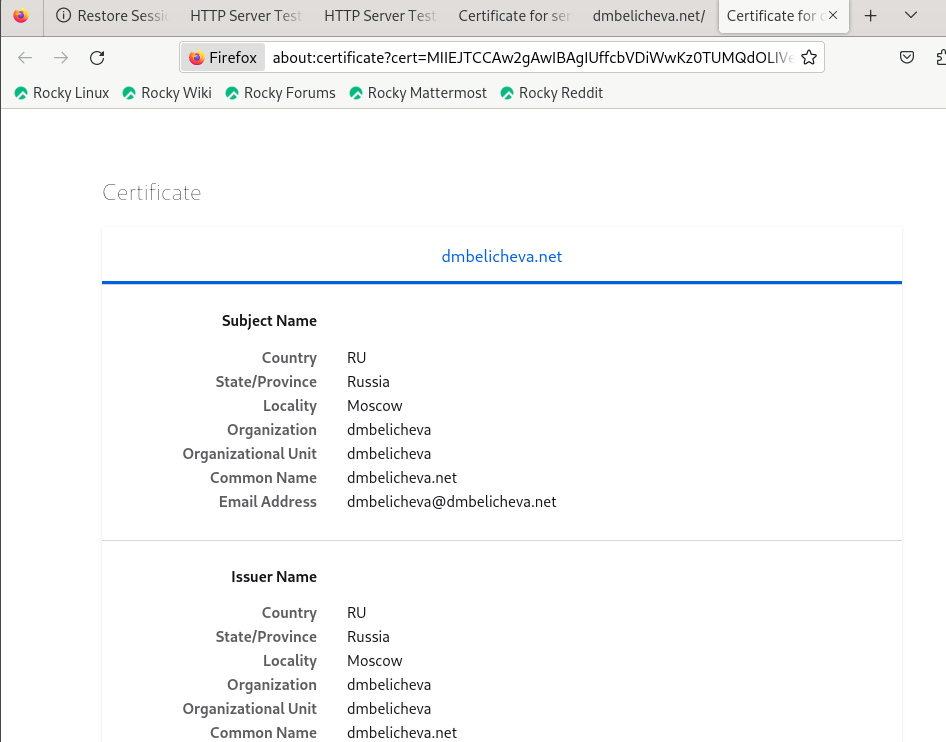 Restore Sessi HTTP Server Test HTTP Server Test Certificate for ser dmbelicheva.net/ Certificate for
Firefox about:certificate?cert=MIIEJTCCAw2gAwIBAgIUffcbVDiWwKz0TUMQdOLIVe
Rocky Linux Rocky Wiki Rocky Forums Rocky Mattermost Rocky Reddit
Certificate
dmbelicheva.net
Subject Name
Country RU
State/Province Russia
Locality Moscow
Organization dmbelicheva
Organizational Unit dmbelicheva
Common Name dmbelicheva.net
Email Address dmbelicheva@dmbelicheva.net
Issuer Name
Country RU
State/Province Russia
Locality Moscow
Organization dmbelicheva
Organizational Unit dmbelicheva
Common Name dmbelicheva.net